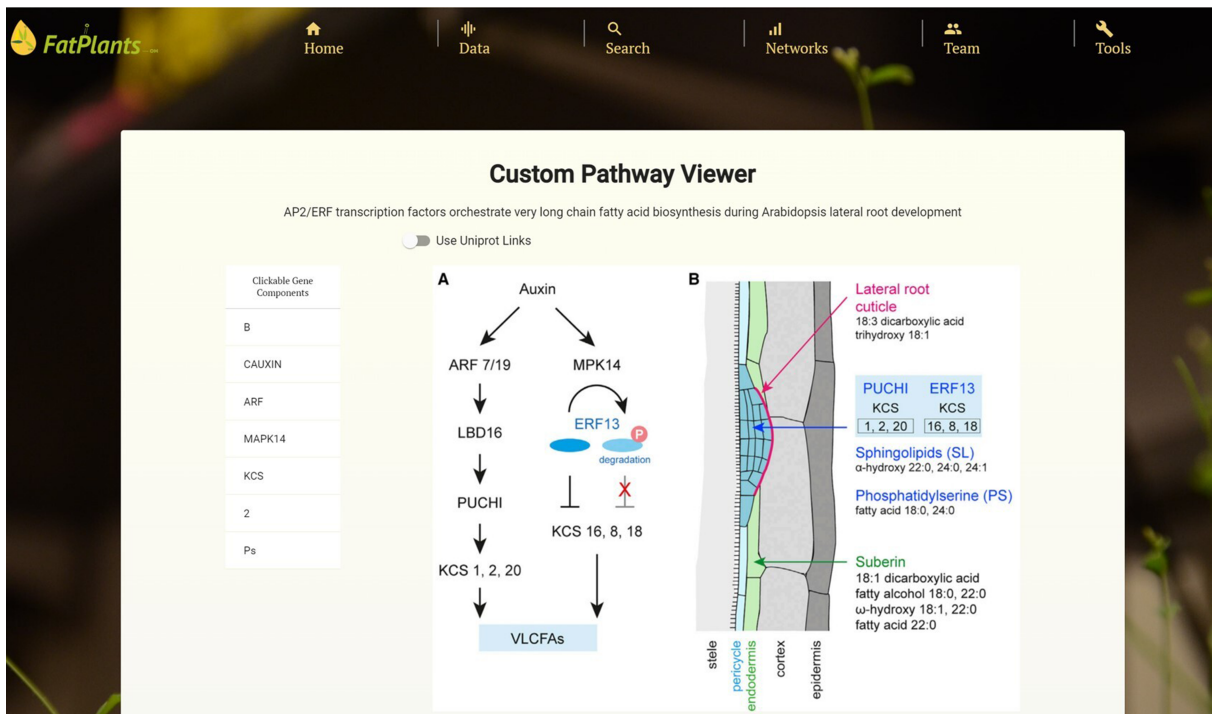 FatPlants
Home
Data
Search
Networks
Team
Tools
Custom Pathway Viewer
AP2/ERF transcription factors orchestrate very long chain fatty acid biosynthesis during Arabidopsis lateral root development
Use Uniprot Links
Clickable Gene
Components
B
CAUXIN
ARF
MAPK14
KCS
2
Ps
A
Auxin
ARF 7/19
MPK14
LBD16
ERF13
P
degradation
X
PUCHI
KCS 16, 8, 18
KCS 1, 2, 20
VLCFAs
B
Lateral root
cuticle
18:3 dicarboxylic acid
trihydroxy 18:1
PUCHI ERF13
KCS KCS
1, 2, 20 16, 8, 18
Sphingolipids (SL)
α-hydroxy 22:0, 24:0, 24:1
Phosphatidylserine (PS)
fatty acid 18:0, 24:0
Suberin
18:1 dicarboxylic acid
fatty alcohol 18:0, 22:0
ω-hydroxy 18:1, 22:0
fatty acid 22:0
stele
pericycle
endodermis
cortex
epidermis